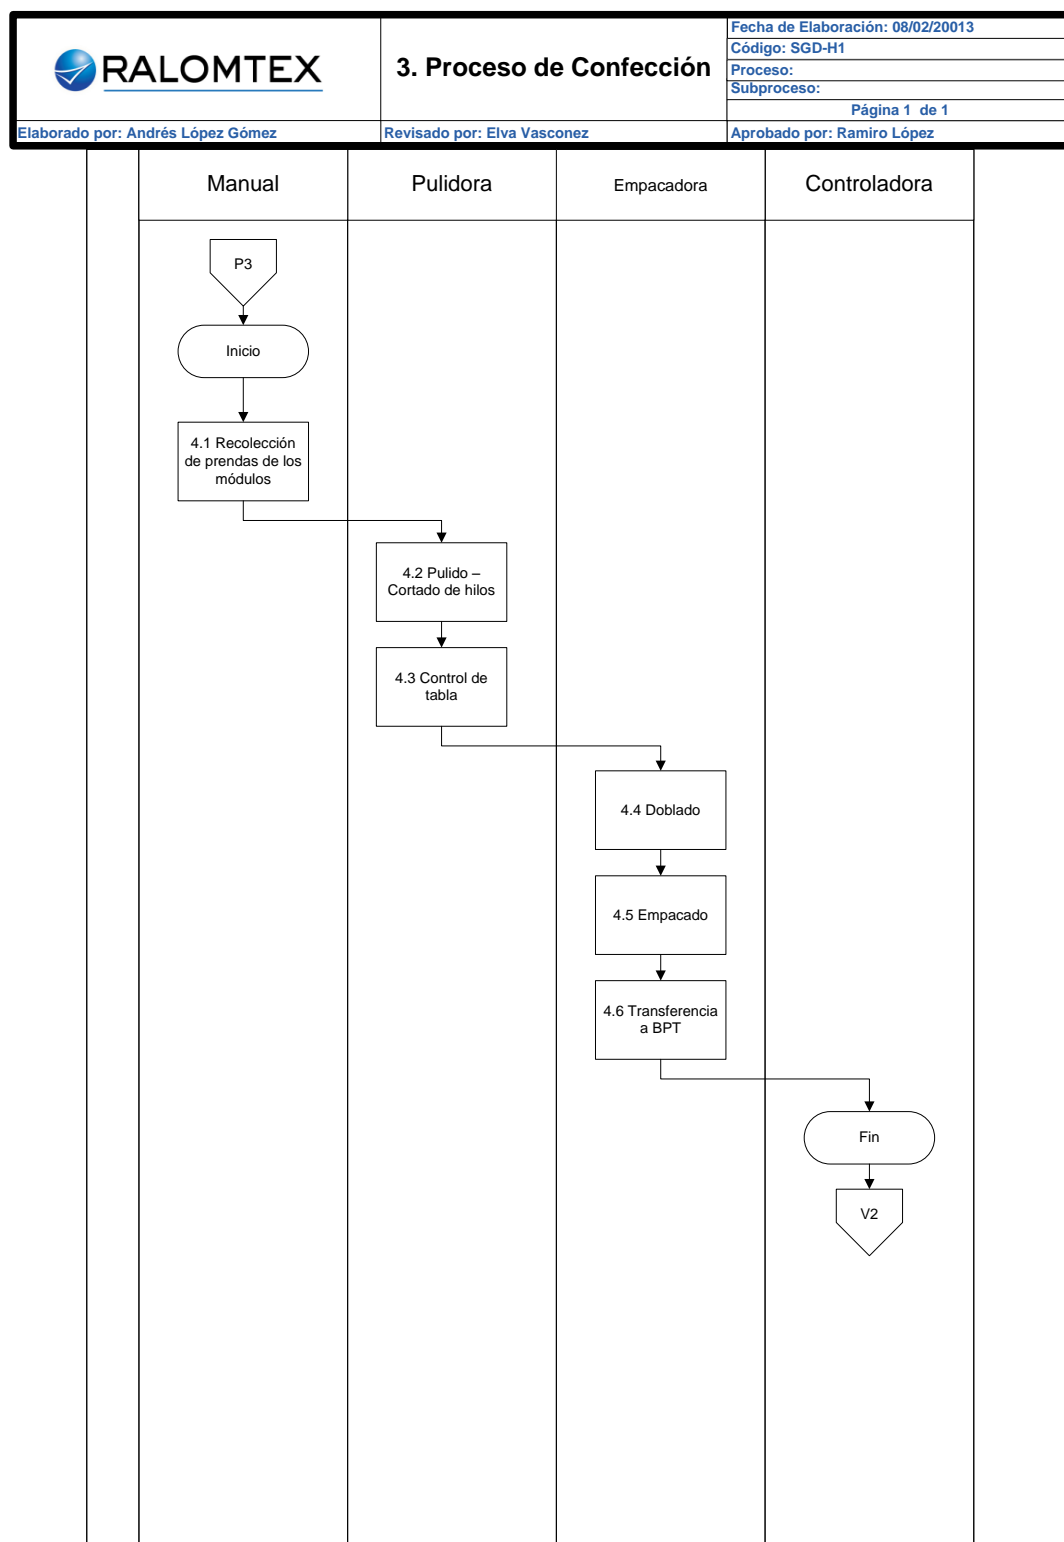 RALOMTEX
3. Proceso de Confección
Fecha de Elaboración: 08/02/20013
Código: SGD-H1
Proceso:
Subproceso:
Página 1 de 1
Elaborado por: Andrés López Gómez
Revisado por: Elva Vasconez
Aprobado por: Ramiro López
Manual
Pulidora
Empacadora
Controladora
P3
Inicio
4.1 Recolección
de prendas de los
módulos
4.2 Pulido –
Cortado de hilos
4.3 Control de
tabla
4.4 Doblado
4.5 Empacado
4.6 Transferencia
a BPT
Fin
V2